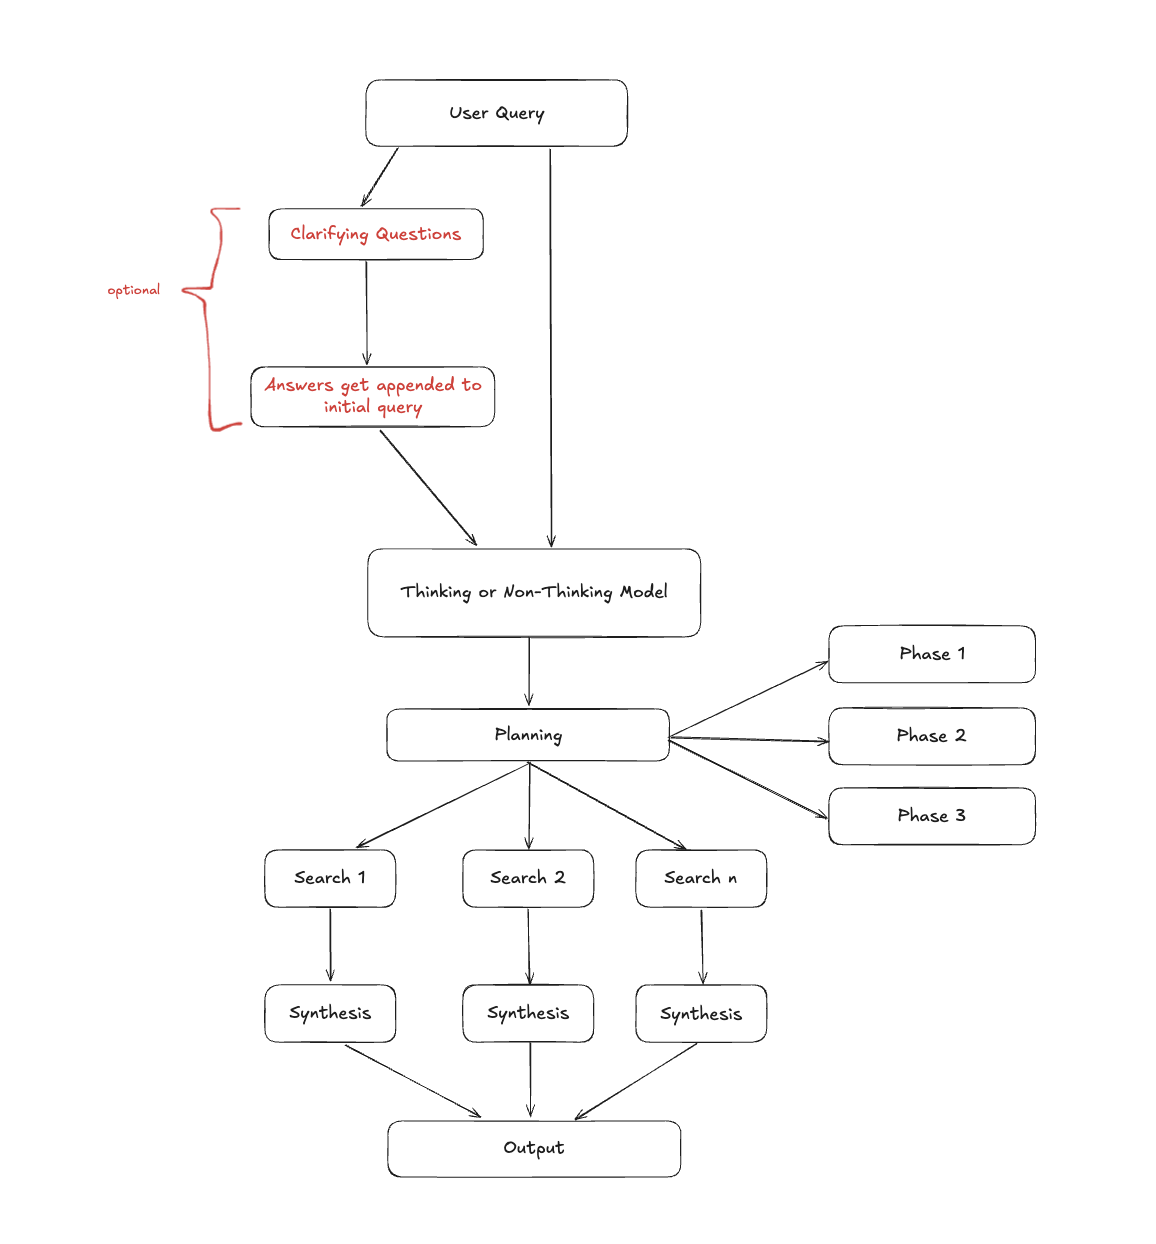 User Query
Clarifying Questions
optional
Answers get appended to
initial query
Thinking or Non-Thinking Model
Phase 1
Planning
Phase 2
Phase 3
Search 1
Search 2
Search n
Synthesis
Synthesis
Synthesis
Output